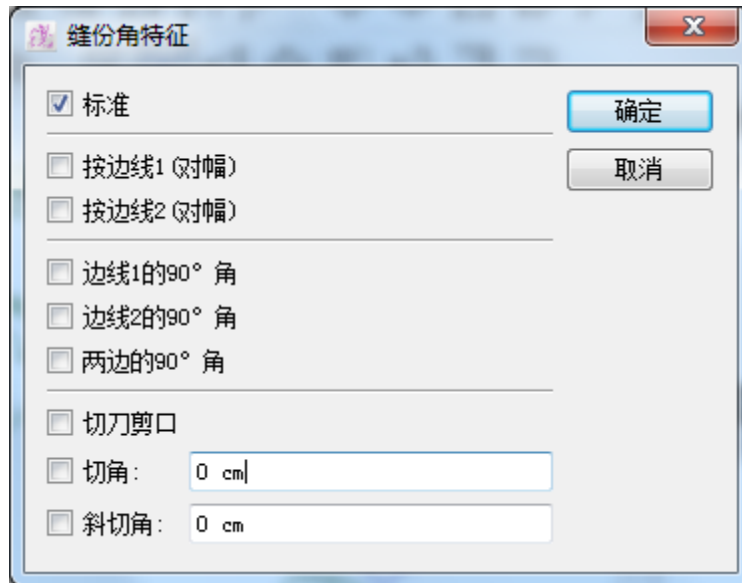 缝份角特征
标准
确定
按边线1(对幅)
取消
按边线2(对幅)
边线1的90° 角
边线2的90° 角
两边的90° 角
切刀剪口
切角: 0 cm
斜切角: 0 cm